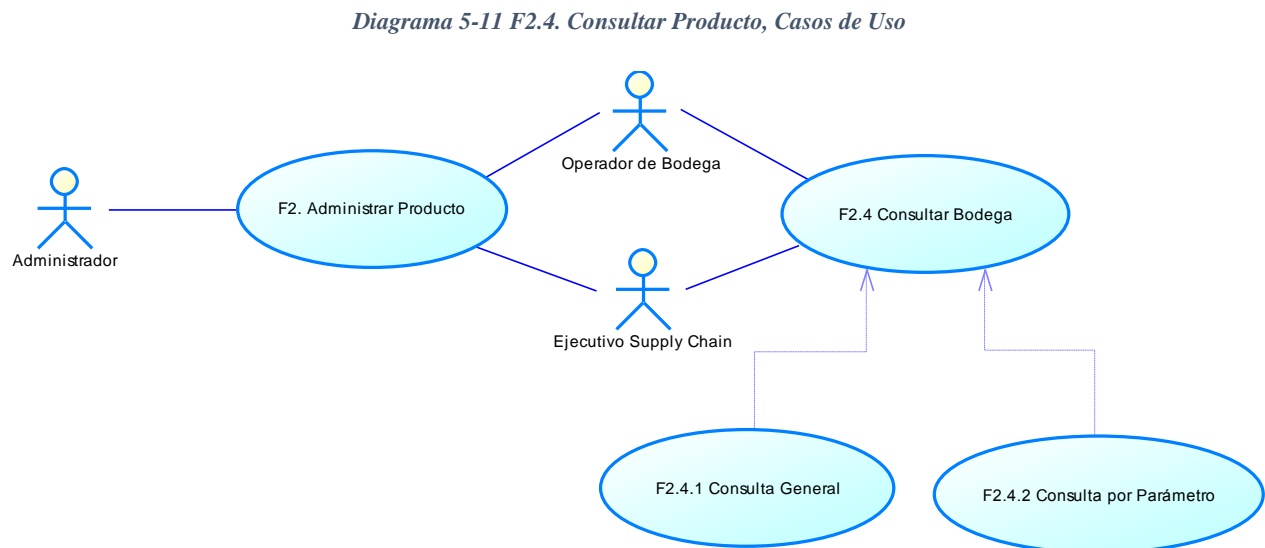 Diagrama 5-11 F2.4. Consultar Producto, Casos de Uso
Operador de Bodega
F2. Administrar Producto
F2.4 Consultar Bodega
Administrador
Ejecutivo Supply Chain
F2.4.1 Consulta General
F2.4.2 Consulta por Parámetro